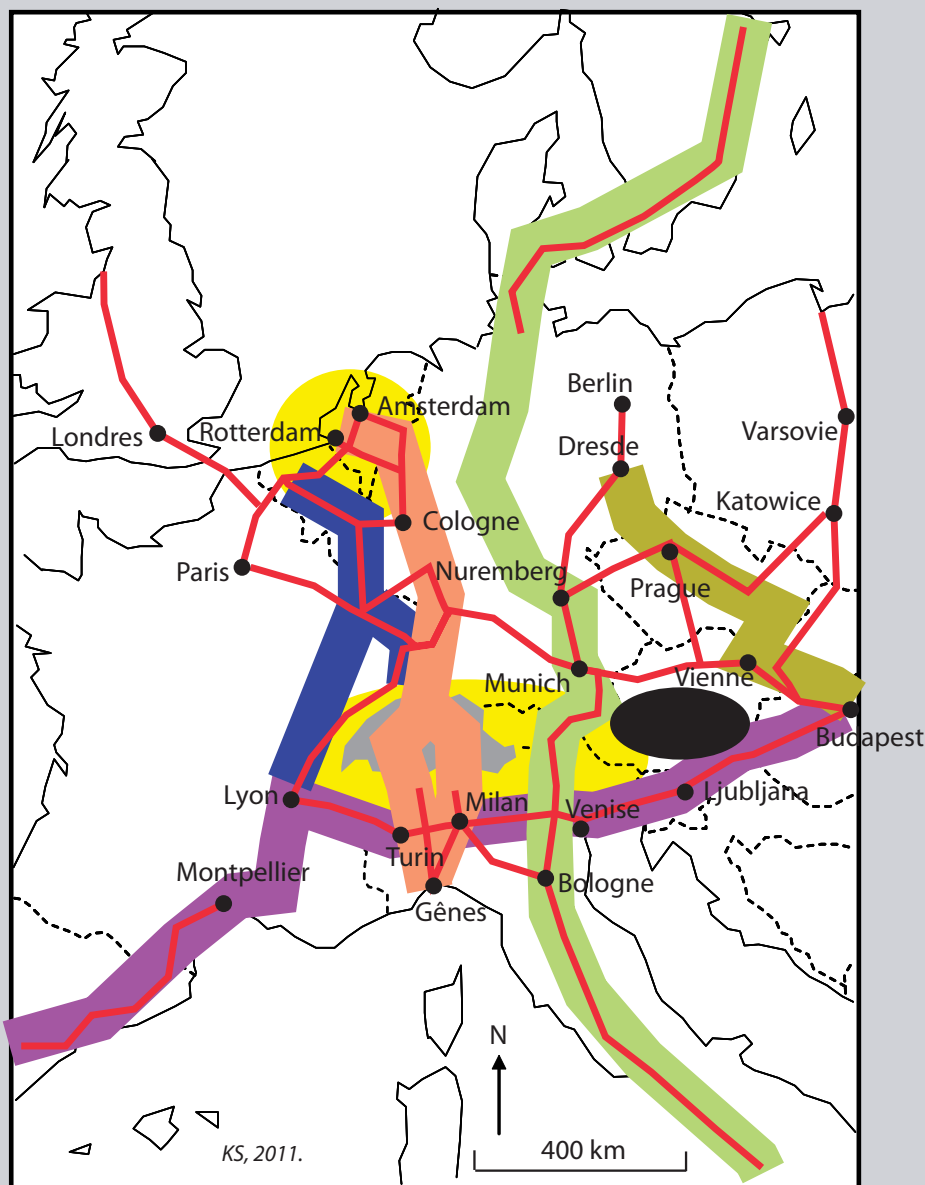 Berlin
Amsterdam
Londres
Rotterdam
Varsovie
Dresde
Katowice
Cologne
Paris
Nuremberg
Prague
Munich
Vienne
Budapest
Lyon
Milan
Venise
Ljubljana
Turin
Montpellier
Bologne
Gênes
N
KS, 2011.
400 km